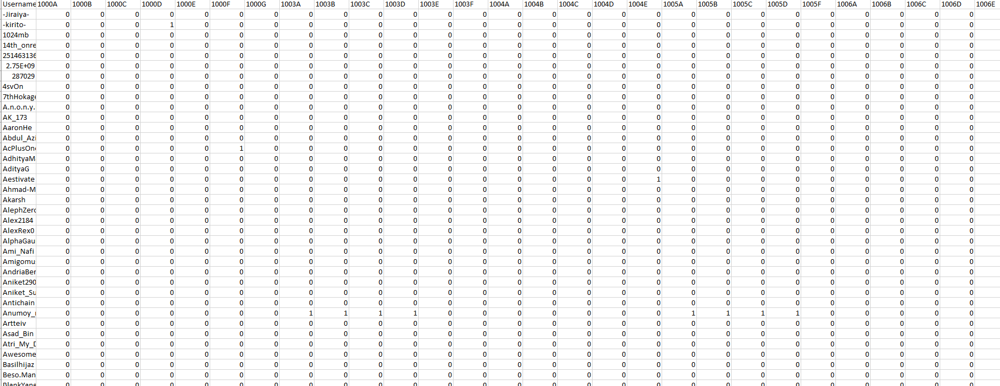 Username 1000A 1000B 1000C 1000D 1000E 1000F 1000G 1003A 1003B 1003C 1003D 1003E 1003F 1004A 1004B 1004C 1004D 1004E 1005A 1005B 1005C 1005D 1005F 1006A 1006B 1006C 1006D 1006E
-Jiraiya- 0 0 0 0 0 0 0 0 0 0 0 0 0 0 0 0 0 0 0 0 0 0 0 0 0 0 0
-kirito- 0 0 0 1 0 0 0 0 0 0 0 0 0 0 0 0 0 0 0 0 0 0 0 0 0 0 0
1024mb 0 0 0 0 0 0 0 0 0 0 0 0 0 0 0 0 0 0 0 0 0 0 0 0 0 0 0
14th_onre 0 0 0 0 0 0 0 0 0 0 0 0 0 0 0 0 0 0 0 0 0 0 0 0 0 0 0
251463136 0 0 0 0 0 0 0 0 0 0 0 0 0 0 0 0 0 0 0 0 0 0 0 0 0 0 0
2.75E+09 0 0 0 0 0 0 0 0 0 0 0 0 0 0 0 0 0 0 0 0 0 0 0 0 0 0 0
287029 0 0 0 0 0 0 0 0 0 0 0 0 0 0 0 0 0 0 0 0 0 0 0 0 0 0 0
4svOn 0 0 0 0 0 0 0 0 0 0 0 0 0 0 0 0 0 0 0 0 0 0 0 0 0 0 0
7thHokage 0 0 0 0 0 0 0 0 0 0 0 0 0 0 0 0 0 0 0 0 0 0 0 0 0 0 0
A.n.o.n.y. 0 0 0 0 0 0 0 0 0 0 0 0 0 0 0 0 0 0 0 0 0 0 0 0 0 0 0
AK_173 0 0 0 0 0 0 0 0 0 0 0 0 0 0 0 0 0 0 0 0 0 0 0 0 0 0 0
AaronHe 0 0 0 0 0 0 0 0 0 0 0 0 0 0 0 0 0 0 0 0 0 0 0 0 0 0 0
Abdul_Azi 0 0 0 0 0 0 0 0 0 0 0 0 0 0 0 0 0 0 0 0 0 0 0 0 0 0 0
AcPlusOne 0 0 0 0 0 1 0 0 0 0 0 0 0 0 0 0 0 0 0 0 0 0 0 0 0 0 0
AdhityaM 0 0 0 0 0 0 0 0 0 0 0 0 0 0 0 0 0 0 0 0 0 0 0 0 0 0 0
AdityaG 0 0 0 0 0 0 0 0 0 0 0 0 0 0 0 0 0 0 0 0 0 0 0 0 0 0 0
Aestivate 0 0 0 0 0 0 0 0 0 0 0 0 0 0 0 0 0 1 0 0 0 0 0 0 0 0 0
Ahmad-M 0 0 0 0 0 0 0 0 0 0 0 0 0 0 0 0 0 0 0 0 0 0 0 0 0 0 0
Akarsh 0 0 0 0 0 0 0 0 0 0 0 0 0 0 0 0 0 0 0 0 0 0 0 0 0 0 0
AlephZero 0 0 0 0 0 0 0 0 0 0 0 0 0 0 0 0 0 0 0 0 0 0 0 0 0 0 0
Alex2184 0 0 0 0 0 0 0 0 0 0 0 0 0 0 0 0 0 0 0 0 0 0 0 0 0 0 0
AlexRex0 0 0 0 0 0 0 0 0 0 0 0 0 0 0 0 0 0 0 0 0 0 0 0 0 0 0 0
AlphaGau 0 0 0 0 0 0 0 0 0 0 0 0 0 0 0 0 0 0 0 0 0 0 0 0 0 0 0
Ami_Nafi 0 0 0 0 0 0 0 0 0 0 0 0 0 0 0 0 0 0 0 0 0 0 0 0 0 0 0
Amigomu 0 0 0 0 0 0 0 0 0 0 0 0 0 0 0 0 0 0 0 0 0 0 0 0 0 0 0
AndriaBer 0 0 0 0 0 0 0 0 0 0 0 0 0 0 0 0 0 0 0 0 0 0 0 0 0 0 0
Aniket290 0 0 0 0 0 0 0 0 0 0 0 0 0 0 0 0 0 0 0 0 0 0 0 0 0 0 0
Aniket_Su 0 0 0 0 0 0 0 0 0 0 0 0 0 0 0 0 0 0 0 0 0 0 0 0 0 0 0
Antichain 0 0 0 0 0 0 0 0 0 0 0 0 0 0 0 0 0 0 0 0 0 0 0 0 0 0 0
Anumoy_ 0 0 0 0 0 0 0 1 1 1 1 0 0 0 0 0 0 0 1 1 1 1 0 0 0 0 0
Artteiv 0 0 0 0 0 0 0 0 0 0 0 0 0 0 0 0 0 0 0 0 0 0 0 0 0 0 0
Asad_Bin 0 0 0 0 0 0 0 0 0 0 0 0 0 0 0 0 0 0 0 0 0 0 0 0 0 0 0
Atri_My_D 0 0 0 0 0 0 0 0 0 0 0 0 0 0 0 0 0 0 0 0 0 0 0 0 0 0 0
Awesome 0 0 0 0 0 0 0 0 0 0 0 0 0 0 0 0 0 0 0 0 0 0 0 0 0 0 0
Basilhijaz 0 0 0 0 0 0 0 0 0 0 0 0 0 0 0 0 0 0 0 0 0 0 0 0 0 0 0
Beso.Man 0 0 0 0 0 0 0 0 0 0 0 0 0 0 0 0 0 0 0 0 0 0 0 0 0 0 0